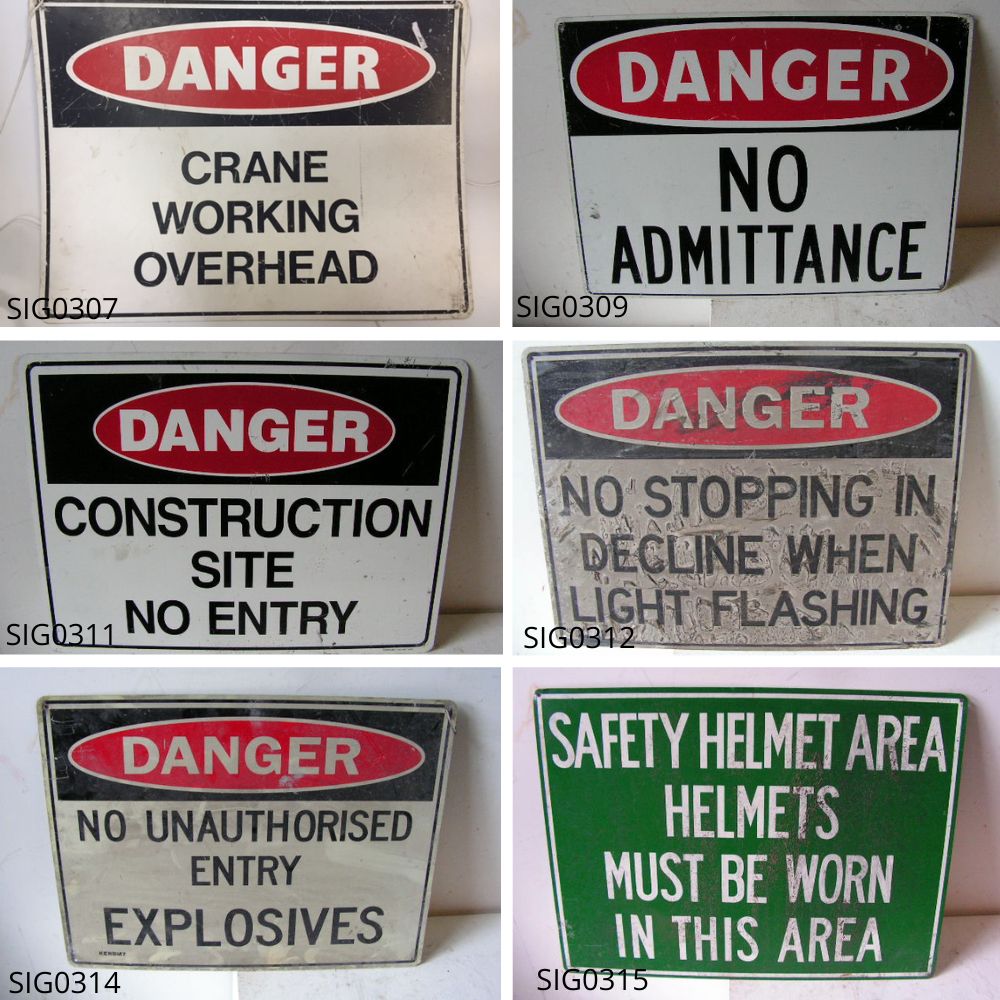 DANGER
CRANE
WORKING
OVERHEAD
SIG0307
DANGER
NO
ADMITTANCE
SIG0309
DANGER
CONSTRUCTION
SITE
NO ENTRY
SIG0311
DANGER
NO STOPPING IN
DECLINE WHEN
LIGHT FLASHING
SIG0312
DANGER
NO UNAUTHORISED
ENTRY
EXPLOSIVES
SIG0314
SAFETY HELMET AREA
HELMETS
MUST BE WORN
IN THIS AREA
SIG0315